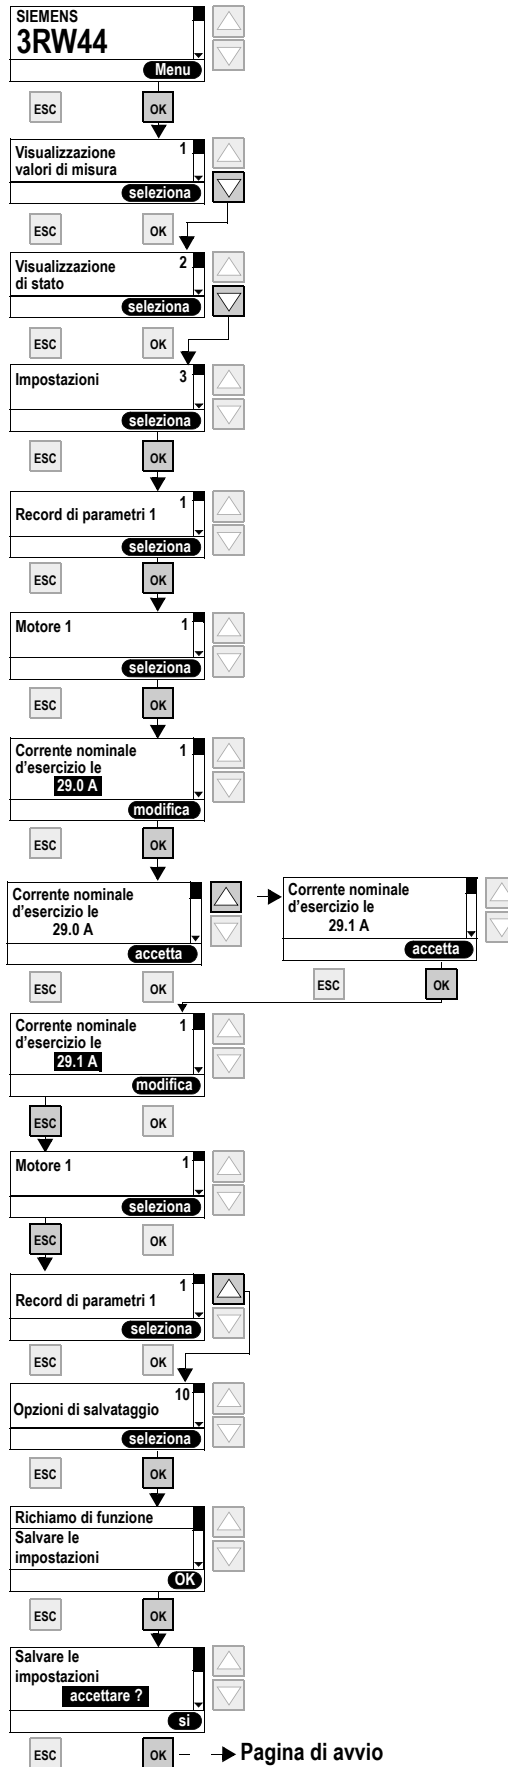 SIEMENS
3RW44
Menu
ESC OK
Visualizzazione 1
valori di misura
seleziona
ESC OK
Visualizzazione 2
di stato
seleziona
ESC OK
Impostazioni 3
seleziona
ESC OK
Record di parametri 1 1
seleziona
ESC OK
Motore 1 1
seleziona
ESC OK
Corrente nominale 1
d'esercizio Ie
29.0 A
modifica
ESC OK
Corrente nominale
d'esercizio Ie
29.0 A
accetta
ESC OK
Corrente nominale
d'esercizio Ie
29.1 A
accetta
ESC OK
Corrente nominale 1
d'esercizio Ie
29.1 A
modifica
ESC OK
Motore 1 1
seleziona
ESC OK
Record di parametri 1 1
seleziona
ESC OK
Opzioni di salvataggio 10
seleziona
ESC OK
Richiamo di funzione
Salvare le
impostazioni
OK
ESC OK
Salvare le
impostazioni
accettare ?
si
ESC OK Pagina di avvio